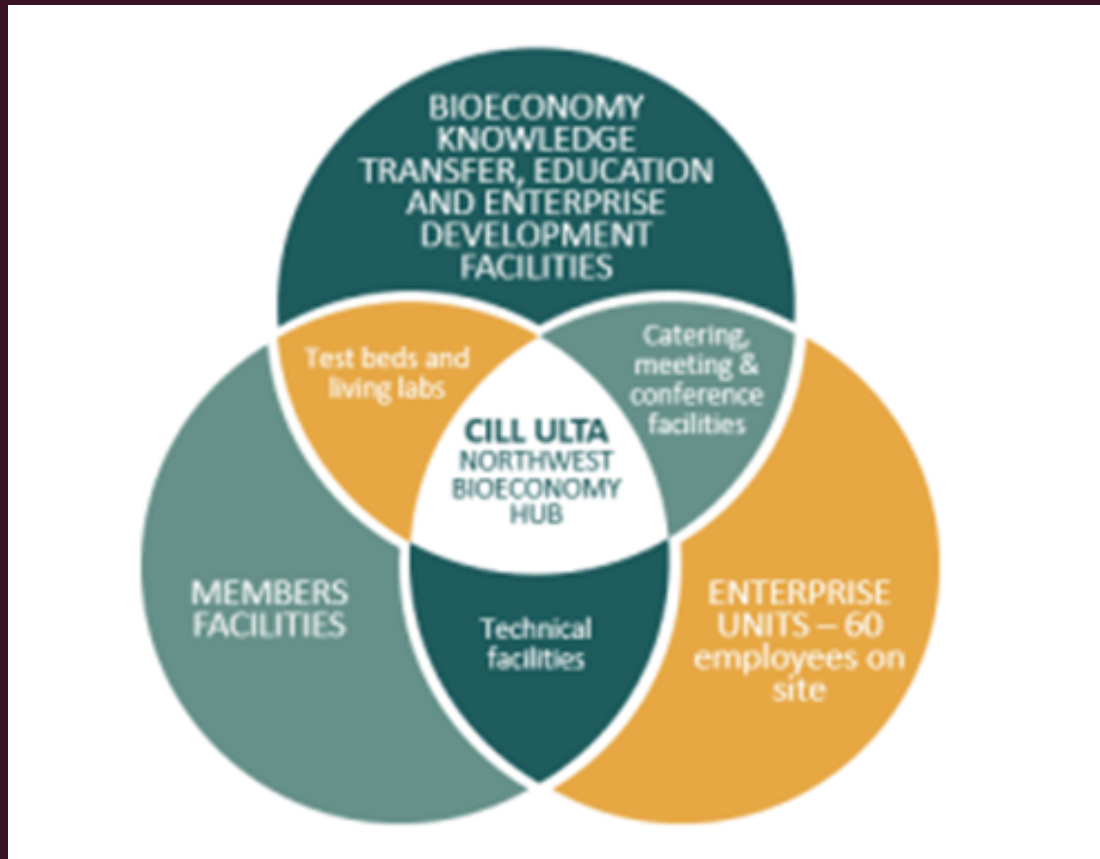 BIOECONOMY
KNOWLEDGE
TRANSFER, EDUCATION
AND ENTERPRISE
DEVELOPMENT
FACILITIES
Test beds and
living labs
Catering,
meeting &
conference
facilities
CILL ULTA
NORTHWEST
BIOECONOMY
HUB
MEMBERS
FACILITIES
Technical
facilities
ENTERPRISE
UNITS – 60
employees on
site